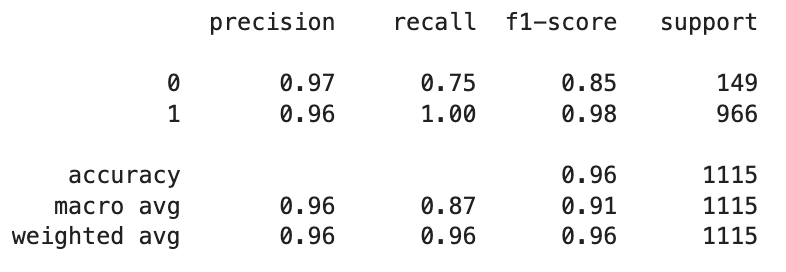 precision recall f1-score support
0 0.97 0.75 0.85 149
1 0.96 1.00 0.98 966
accuracy 0.96 1115
macro avg 0.96 0.87 0.91 1115
weighted avg 0.96 0.96 0.96 1115